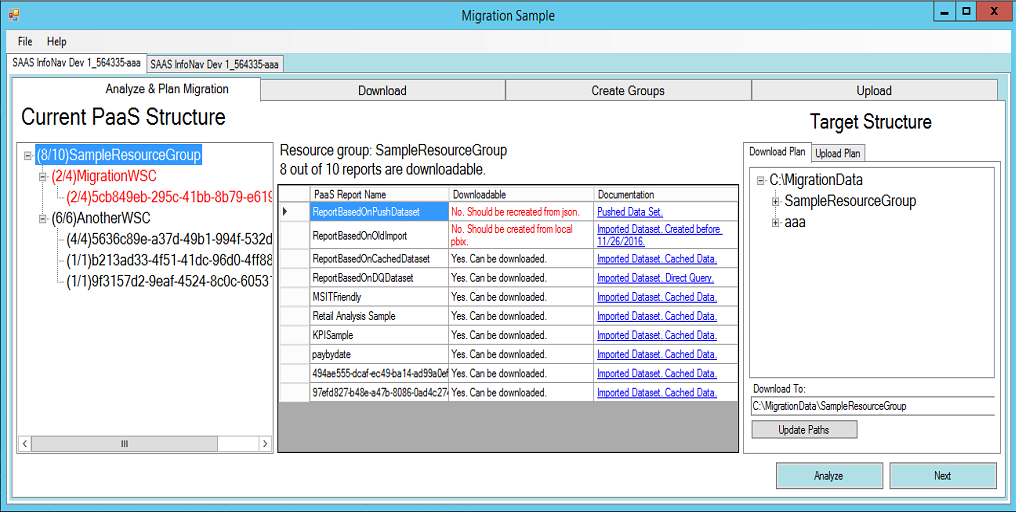 Migration Sample
File Help
SAAS InfoNav Dev 1_564335-aaa SAAS InfoNav Dev 1_564335-aaa
Analyze & Plan Migration Download Create Groups Upload
Current PaaS Structure
Target Structure
(8/10)SampleResourceGroup
(2/4)MigrationWSC
(2/4)5cb849eb-295c-41bb-8b79-e619
(6/6)AnotherWSC
(4/4)5636c89e-a37d-49b1-994f-532d
(1/1)b213ad33-4f51-41dc-96d0-4ff88
(1/1)9f3157d2-9eaf-4524-8c0c-60537
Resource group: SampleResourceGroup
8 out of 10 reports are downloadable.
PaaS Report Name Downloadable Documentation
ReportBasedOnPushDataset No. Should be recreated from json. Pushed Data Set.
ReportBasedOnOldImport No. Should be created from local pbix. Imported Dataset. Created before 11/26/2016.
ReportBasedOnCachedDataset Yes. Can be downloaded. Imported Dataset. Cached Data.
ReportBasedOnDQDataset Yes. Can be downloaded. Imported Dataset. Direct Query.
MSITFriendly Yes. Can be downloaded. Imported Dataset. Cached Data.
Retail Analysis Sample Yes. Can be downloaded. Imported Dataset. Cached Data.
KPISample Yes. Can be downloaded. Imported Dataset. Cached Data.
paybydate Yes. Can be downloaded. Imported Dataset. Cached Data.
494ae555-dcaf-ec49-ba14-ad99a0ef Yes. Can be downloaded. Imported Dataset. Cached Data.
97efd827-b48e-a47b-8086-0ad4c274 Yes. Can be downloaded. Imported Dataset. Cached Data.
Download Plan Upload Plan
C:\MigrationData
SampleResourceGroup
aaa
Download To:
C:\MigrationData\SampleResourceGroup
Update Paths
Analyze Next